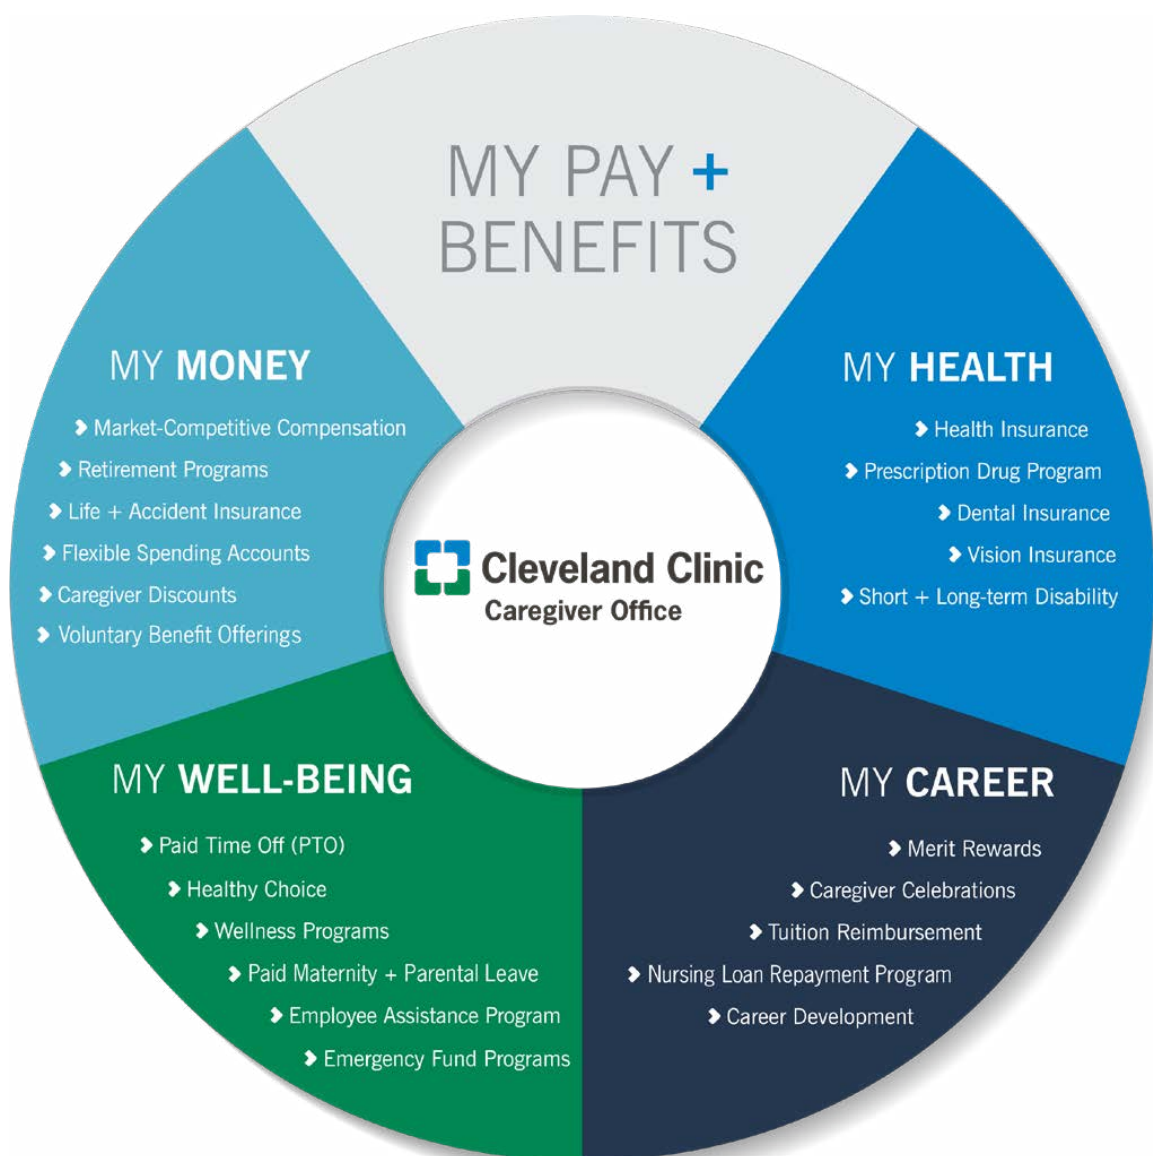 MY PAY +
BENEFITS
MY MONEY
Market-Competitive Compensation
Retirement Programs
Life + Accident Insurance
Flexible Spending Accounts
Caregiver Discounts
Voluntary Benefit Offerings
MY HEALTH
Health Insurance
Prescription Drug Program
Dental Insurance
Vision Insurance
Short + Long-term Disability
Cleveland Clinic
Caregiver Office
MY WELL-BEING
Paid Time Off (PTO)
Healthy Choice
Wellness Programs
Paid Maternity + Parental Leave
Employee Assistance Program
Emergency Fund Programs
MY CAREER
Merit Rewards
Caregiver Celebrations
Tuition Reimbursement
Nursing Loan Repayment Program
Career Development